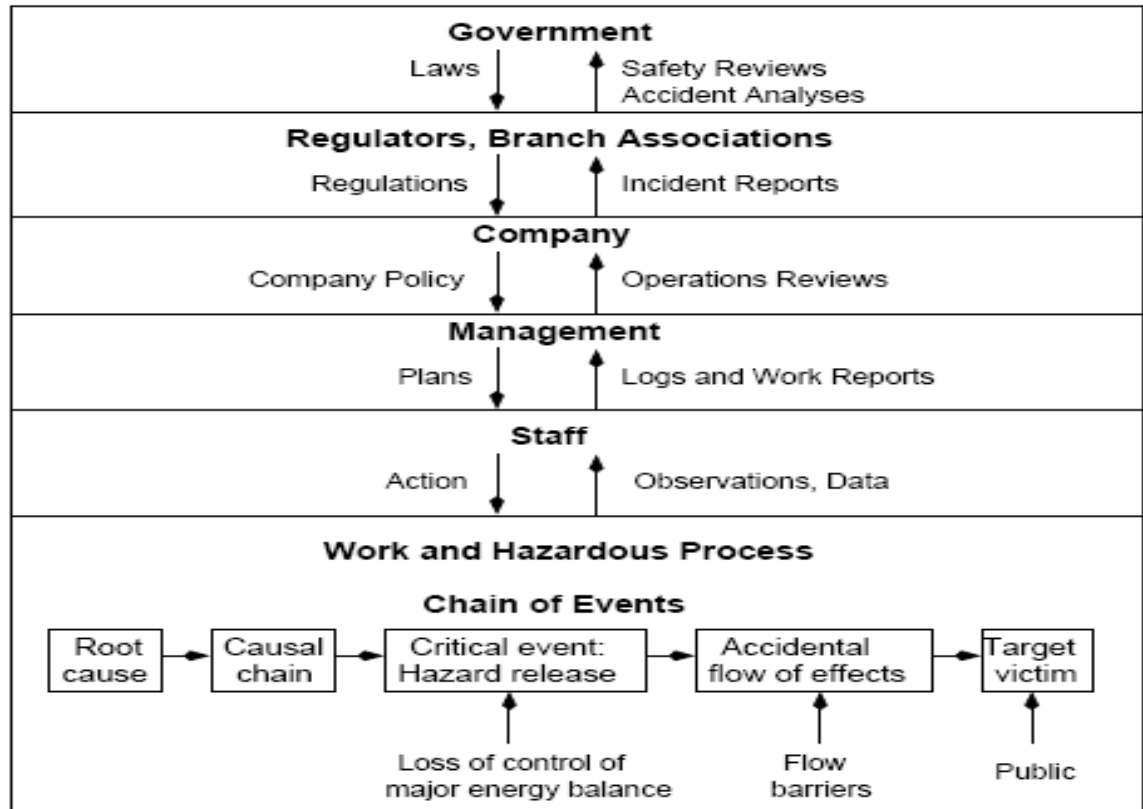 Government
Laws
Safety Reviews
Accident Analyses
Regulators, Branch Associations
Regulations
Incident Reports
Company
Company Policy
Operations Reviews
Management
Plans
Logs and Work Reports
Staff
Action
Observations, Data
Work and Hazardous Process
Chain of Events
Root
cause
Causal
chain
Critical event:
Hazard release
Accidental
flow of effects
Target
victim
Loss of control of
major energy balance
Flow
barriers
Public